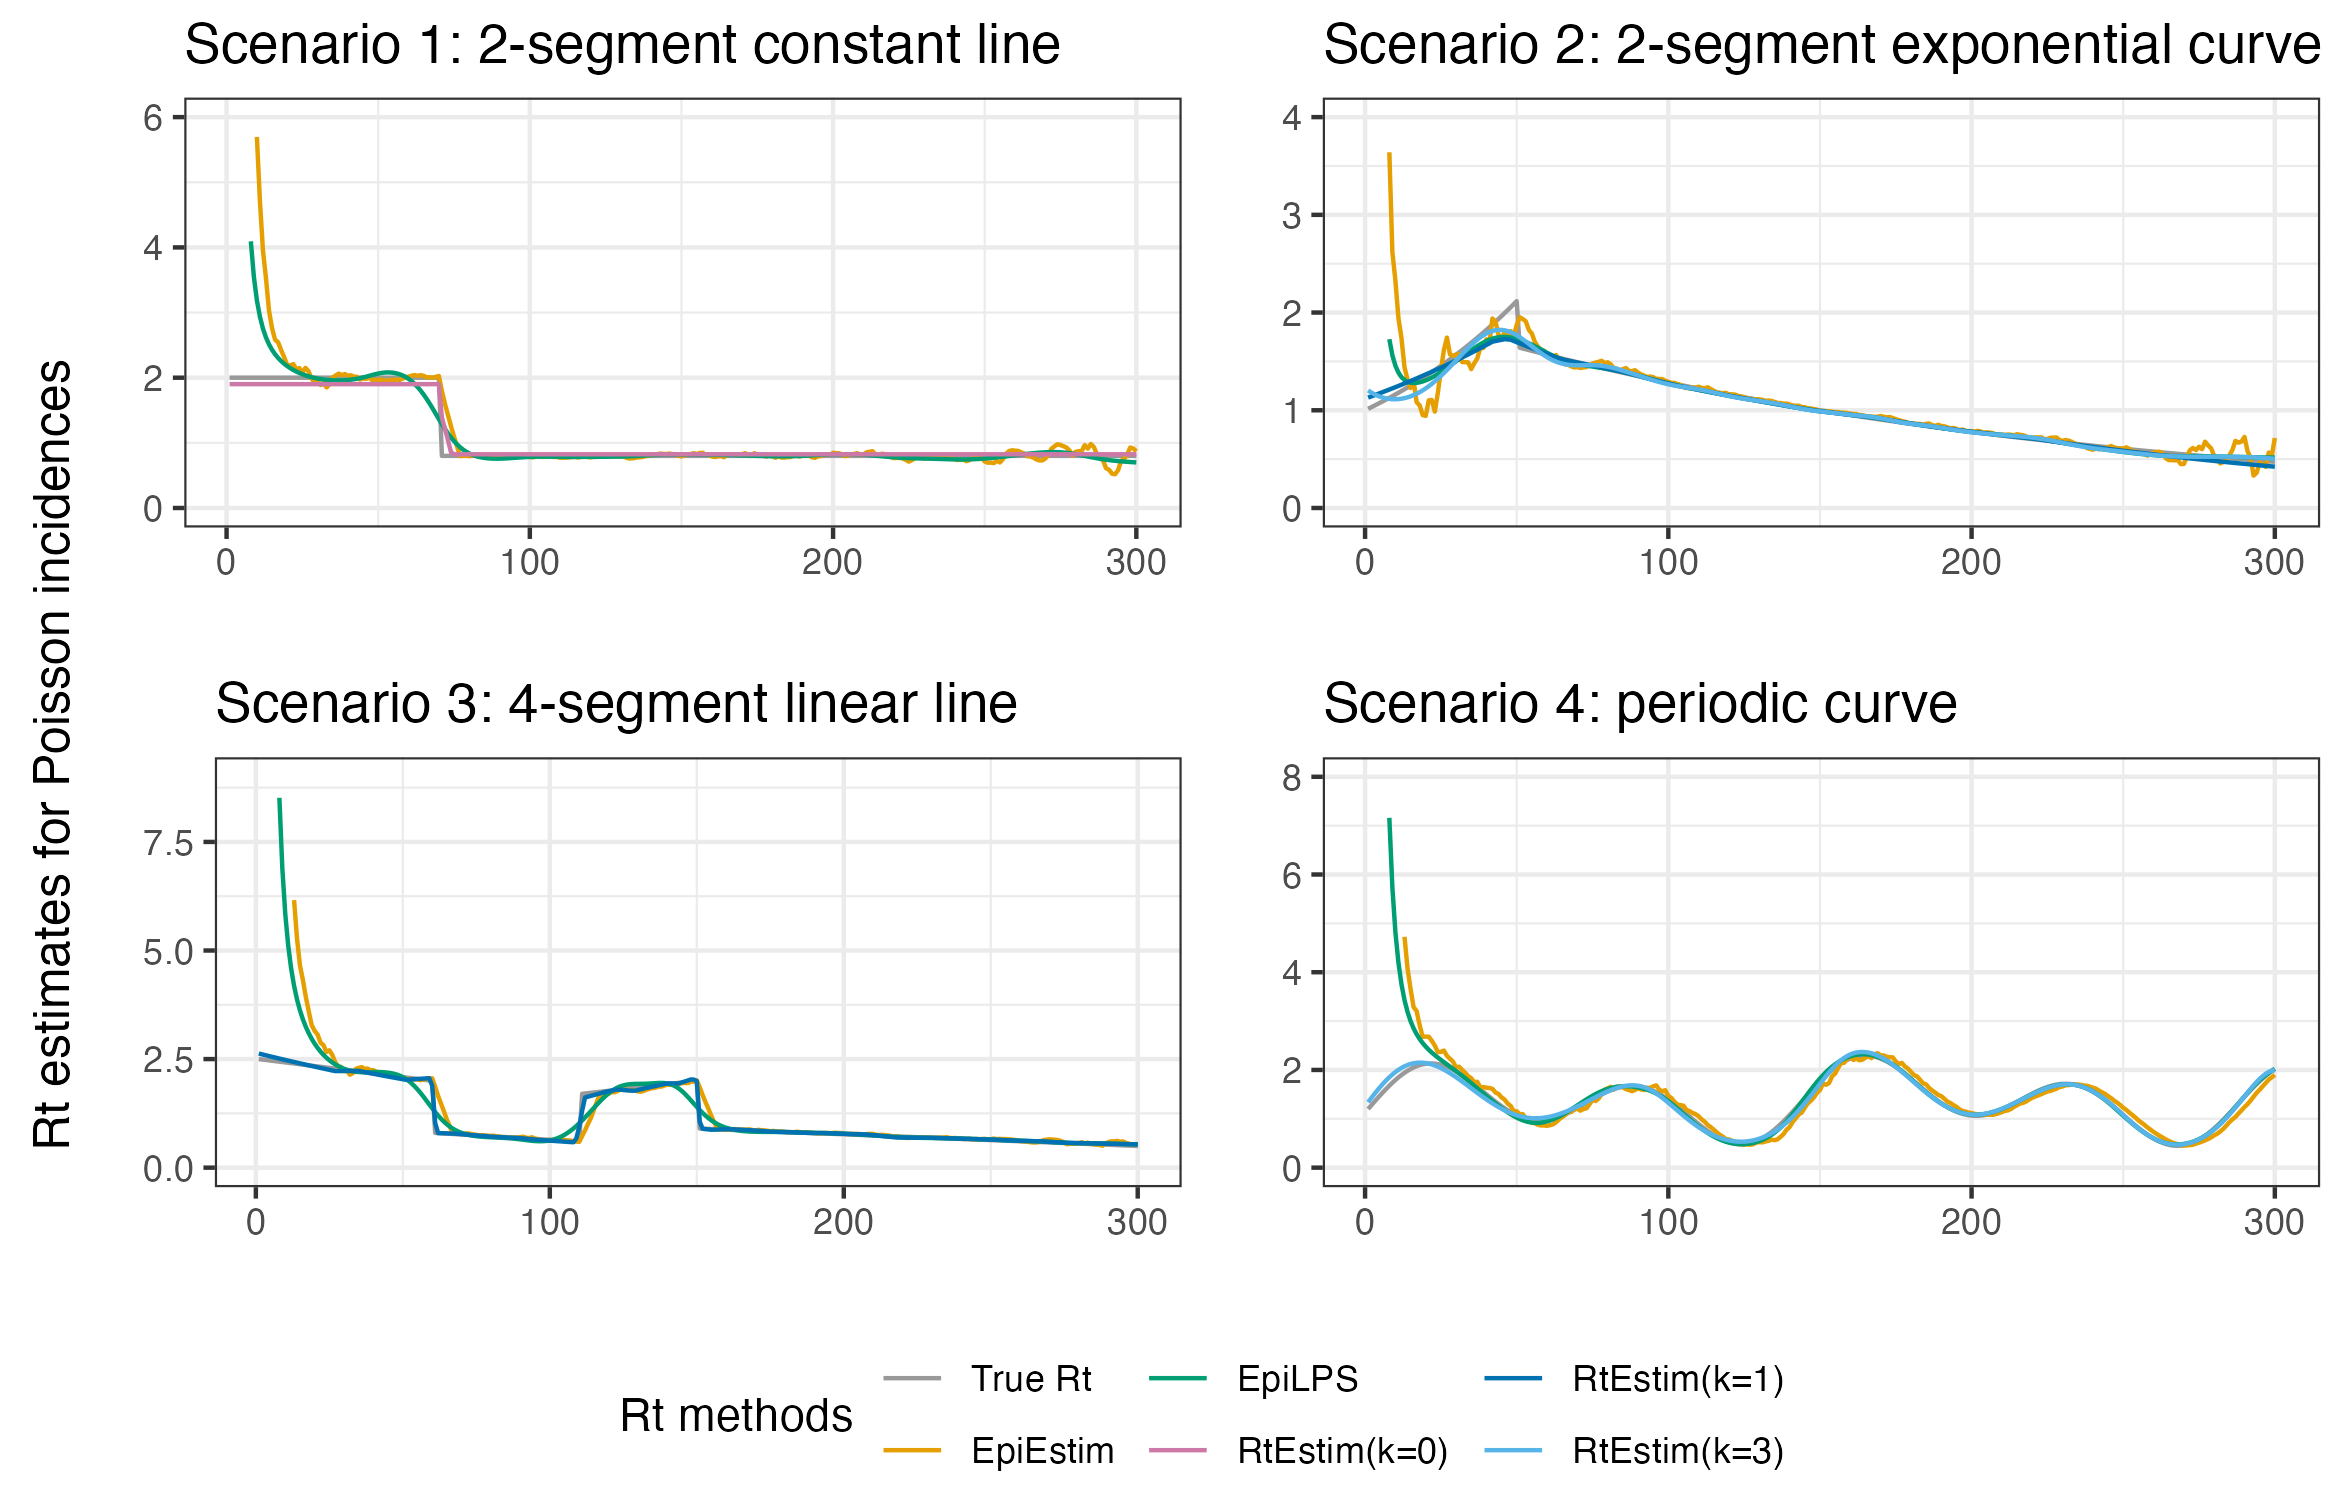 Scenario 1: 2-segment constant line
Scenario 2: 2-segment exponential curve
6
4
2
0
0 100 200 300
4
3
2
1
0
0 100 200 300
Rt estimates for Poisson incidences
Scenario 3: 4-segment linear line
Scenario 4: periodic curve
7.5
5.0
2.5
0.0
0 100 200 300
8
6
4
2
0
0 100 200 300
Rt methods
True Rt
EpiEstim
EpiLPS
RtEstim(k=0)
RtEstim(k=1)
RtEstim(k=3)